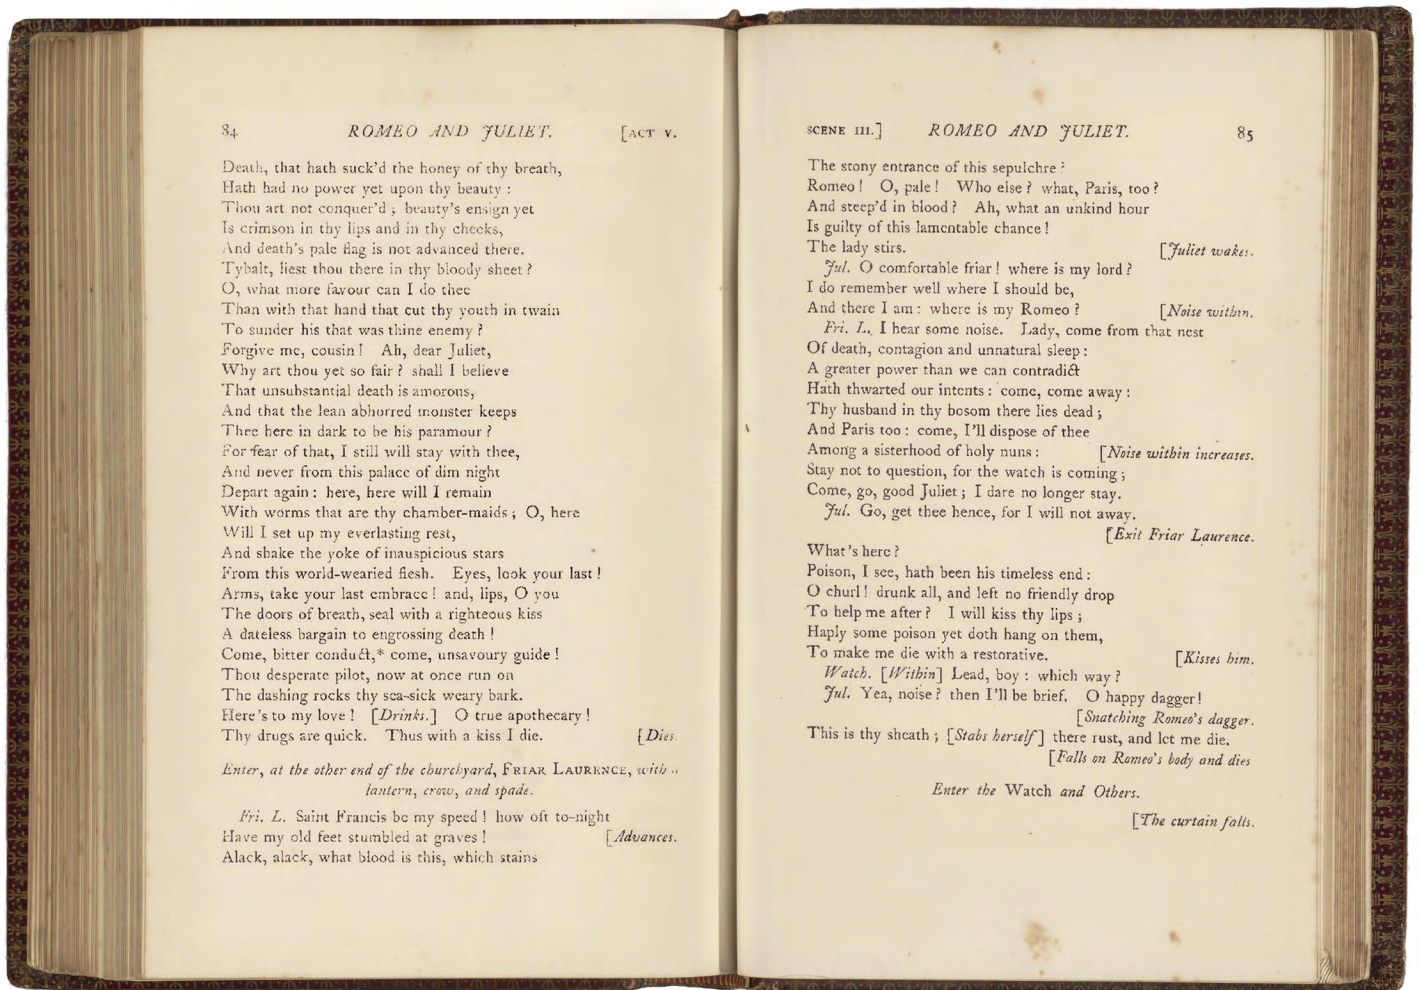 84 ROMEO AND JULIET. [ACT V.
Death, that hath suck'd the honey of thy breath,
Hath had no power yet upon thy beauty :
Thou art not conquer'd ; beauty's ensign yet
Is crimson in thy lips and in thy cheeks,
And death's pale flag is not advanced there.
Tybalt, liest thou there in thy bloody sheet ?
O, what more favour can I do thee
Than with that hand that cut thy youth in twain
To sunder his that was thine enemy ?
Forgive me, cousin ! Ah, dear Juliet,
Why art thou yet so fair ? shall I believe
That unsubstantial death is amorous,
And that the lean abhorred monster keeps
Thee here in dark to be his paramour ?
For fear of that, I still will stay with thee,
And never from this palace of dim night
Depart again : here, here will I remain
With worms that are thy chamber-maids ; O, here
Will I set up my everlasting rest,
And shake the yoke of inauspicious stars
From this world-wearied flesh. Eyes, look your last !
Arms, take your last embrace ! and, lips, O you
The doors of breath, seal with a righteous kiss
A dateless bargain to engrossing death !
Come, bitter conduct,* come, unsavoury guide !
Thou desperate pilot, now at once run on
The dashing rocks thy sea-sick weary bark.
Here's to my love ! [Drinks.] O true apothecary !
Thy drugs are quick. Thus with a kiss I die. [Dies.
Enter, at the other end of the churchyard, FRIAR LAURENCE, with a
lantern, crow, and spade.
Fri. L. Saint Francis be my speed ! how oft to-night
Have my old feet stumbled at graves ! [Advances.
Alack, alack, what blood is this, which stains
SCENE III.] ROMEO AND JULIET. 85
The stony entrance of this sepulchre ?
Romeo ! O, pale ! Who else ? what, Paris, too ?
And steep'd in blood ? Ah, what an unkind hour
Is guilty of this lamentable chance !
The lady stirs. [Juliet wakes.
Jul. O comfortable friar ! where is my lord ?
I do remember well where I should be,
And there I am : where is my Romeo ? [Noise within.
Fri. L. I hear some noise. Lady, come from that nest
Of death, contagion and unnatural sleep :
A greater power than we can contradict
Hath thwarted our intents : come, come away :
Thy husband in thy bosom there lies dead ;
And Paris too : come, I'll dispose of thee
Among a sisterhood of holy nuns : [Noise within increases.
Stay not to question, for the watch is coming ;
Come, go, good Juliet ; I dare no longer stay.
Jul. Go, get thee hence, for I will not away.
[Exit Friar Laurence.
What's here ?
Poison, I see, hath been his timeless end :
O churl ! drunk all, and left no friendly drop
To help me after ? I will kiss thy lips ;
Haply some poison yet doth hang on them,
To make me die with a restorative. [Kisses him.
Watch. [Within] Lead, boy : which way ?
Jul. Yea, noise ? then I'll be brief. O happy dagger !
[Snatching Romeo's dagger.
This is thy sheath ; [Stabs herself] there rust, and let me die.
[Falls on Romeo's body and dies
Enter the Watch and Others.
[The curtain falls.